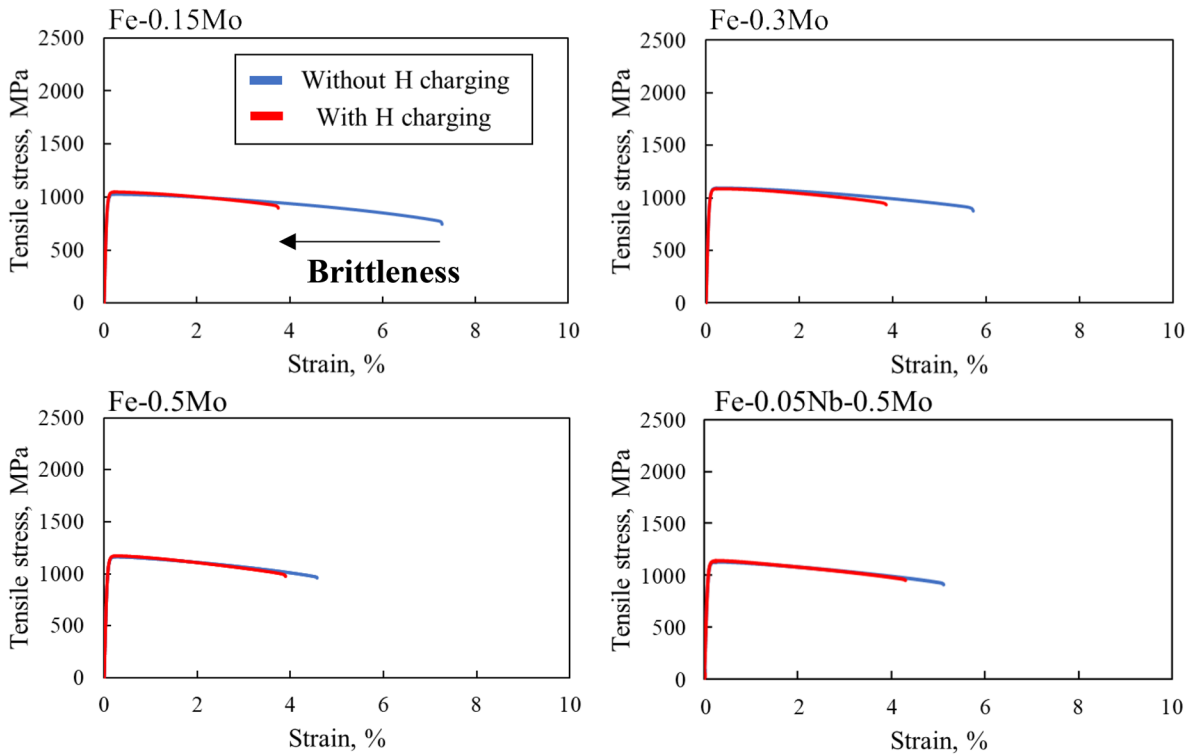 Fe-0.15Mo
Tensile stress, MPa
2500
2000
1500
1000
500
0
Without H charging
With H charging
Brittleness
0 2 4 6 8 10
Strain, %
Fe-0.3Mo
Tensile stress, MPa
2500
2000
1500
1000
500
0
0 2 4 6 8 10
Strain, %
Fe-0.5Mo
Tensile stress, MPa
2500
2000
1500
1000
500
0
0 2 4 6 8 10
Strain, %
Fe-0.05Nb-0.5Mo
Tensile stress, MPa
2500
2000
1500
1000
500
0
0 2 4 6 8 10
Strain, %